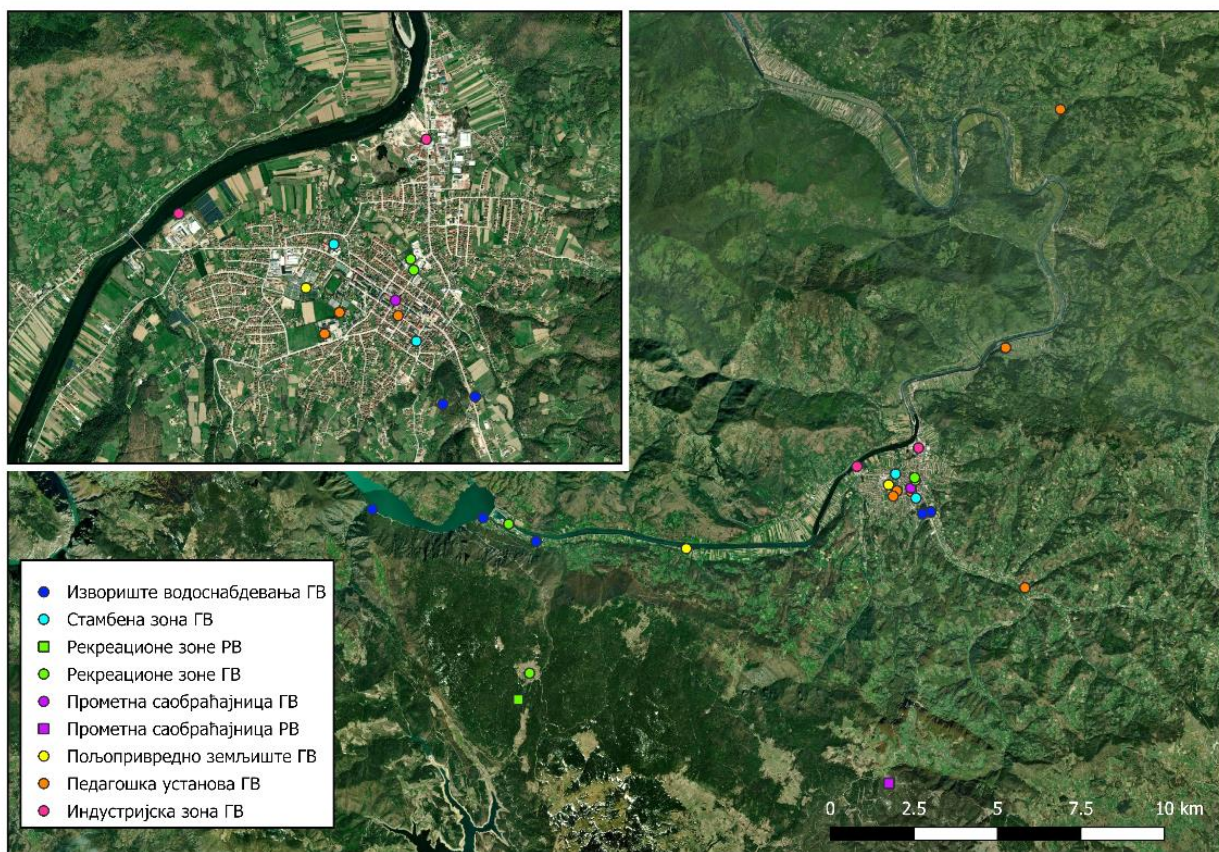 Извориште водоснабдевања ГВ
Стамбена зона ГВ
Рекреационе зоне РВ
Рекреационе зоне ГВ
Прометна саобраћајница ГВ
Прометна саобраћајница РВ
Пољопривредно земљиште ГВ
Педагошка установа ГВ
Индустријска зона ГВ
0 2.5 5 7.5 10 km